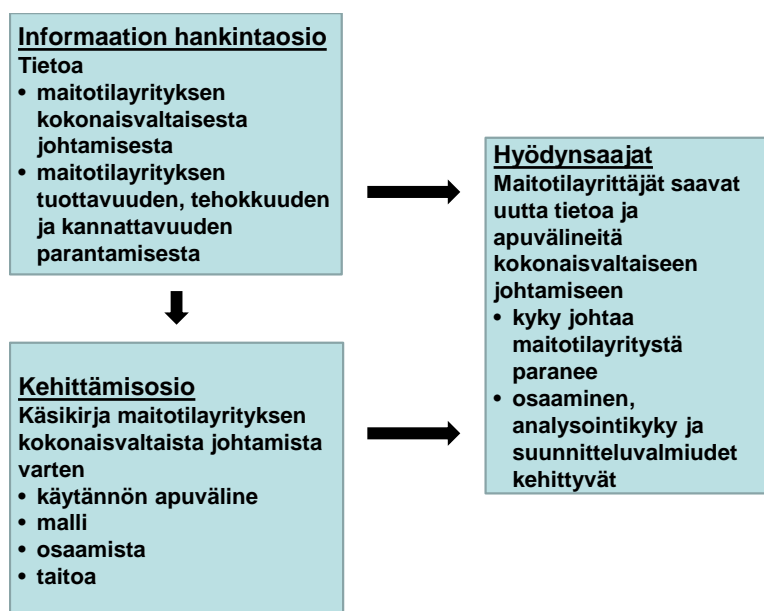 Informaation hankintaosio
Tietoa
• maitotilayrityksen
kokonaisvaltaisesta
johtamisesta
• maitotilayrityksen
tuottavuuden, tehokkuuden
ja kannattavuuden
parantamisesta
Kehittämisosio
Käsikirja maitotilayrityksen
kokonaisvaltaista johtamista
varten
• käytännön apuväline
• malli
• osaamista
• taitoa
Hyödynsaajat
Maitotilayrittäjät saavat
uutta tietoa ja
apuvälineitä
kokonaisvaltaiseen
johtamiseen
• kyky johtaa
maitotilayritystä
paranee
• osaaminen,
analysointikyky ja
suunnitteluvalmiudet
kehittyvät